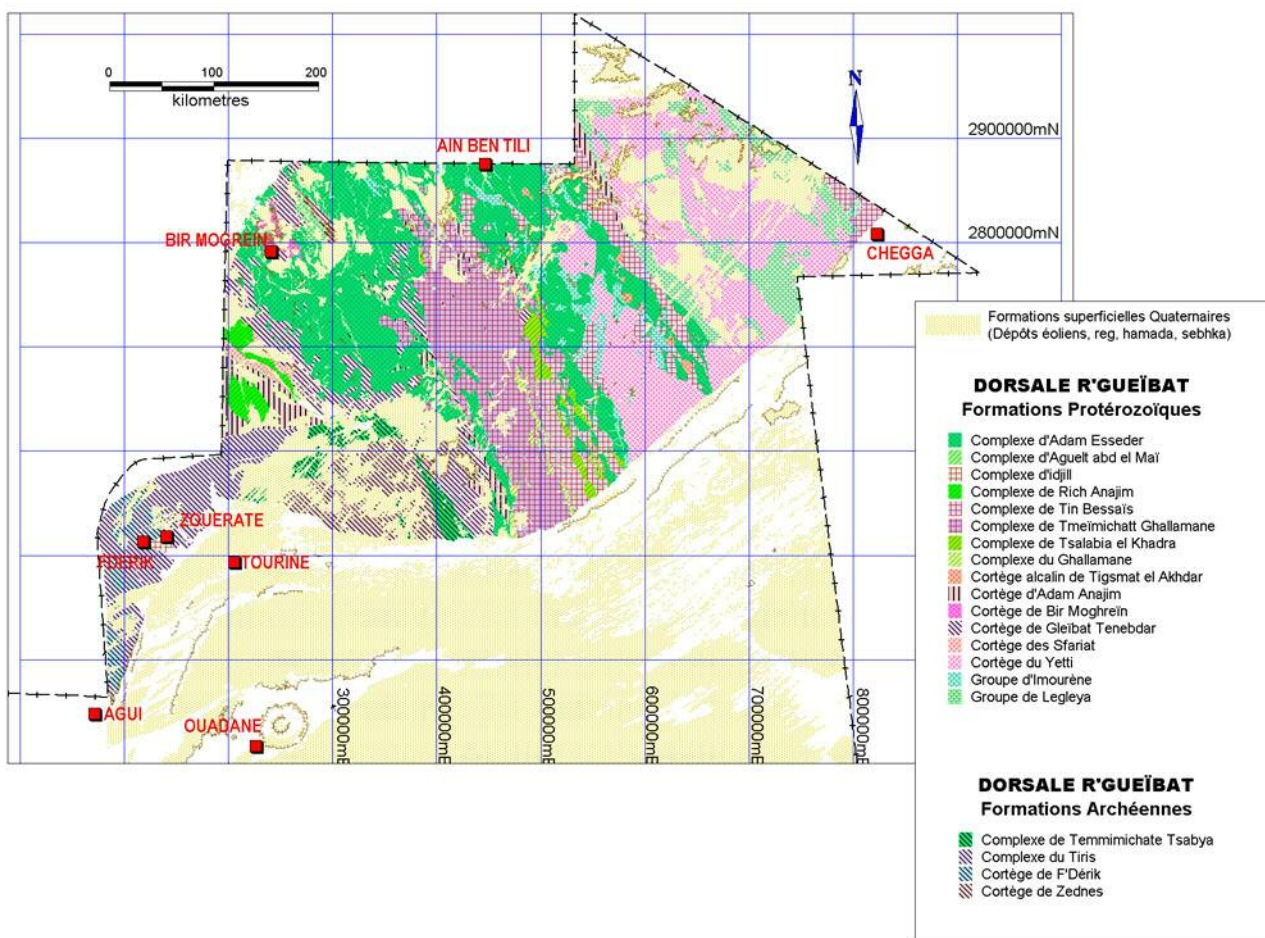 0 100 200
kilometres
N
2900000mN
AIN BEN TILI
BIR MOGREIN
2800000mN
CHEGGA
ZOUERATE
FDERIK
TOURINE
AGUI
OUADANE
300000mE
400000mE
500000mE
600000mE
700000mE
800000mE
Formations superficielles Quaternaires
(Dépôts éoliens, reg, hamada, sebhka)
DORSALE R'GUEÏBAT
Formations Protérozoïques
Complexe d'Adam Esseder
Complexe d'Aguelt abd el Maï
Complexe d'idjill
Complexe de Rich Anajim
Complexe de Tin Bessaïs
Complexe de Tmeïmichatt Ghallamane
Complexe de Tsalabia el Khadra
Complexe du Ghallamane
Cortège alcalin de Tigsmat el Akhdar
Cortège d'Adam Anajim
Cortège de Bir Moghreïn
Cortège de Gleïbat Tenebdar
Cortège des Sfariat
Cortège du Yetti
Groupe d'Imourène
Groupe de Legleya
DORSALE R'GUEÏBAT
Formations Archéennes
Complexe de Temmimichate Tsabya
Complexe du Tiris
Cortège de F'Dérik
Cortège de Zednes